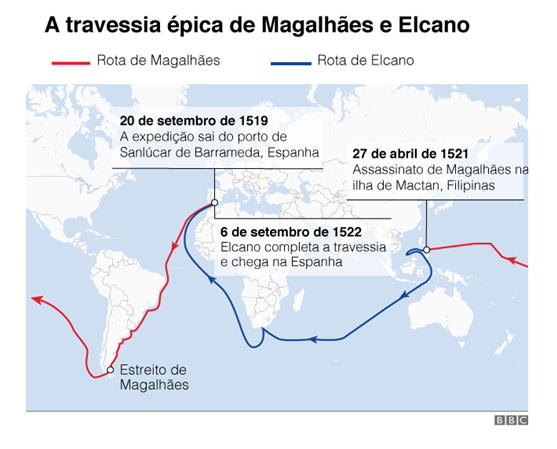 A travessia épica de Magalhães e Elcano
Rota de Magalhães
Rota de Elcano
20 de setembro de 1519
A expedição sai do porto de
Sanlúcar de Barrameda, Espanha
27 de abril de 1521
Assassinato de Magalhães na
ilha de Mactan, Filipinas
6 de setembro de 1522
Elcano completa a travessia
e chega na Espanha
Estreito de
Magalhães
BBC